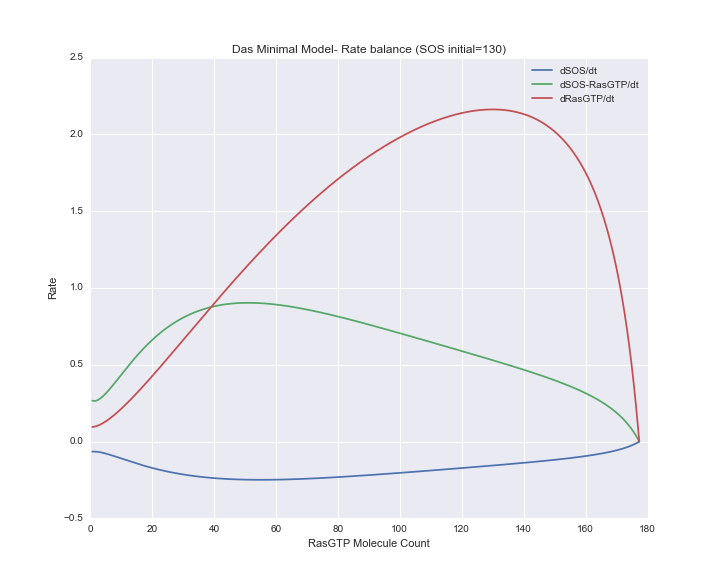 Das Minimal Model- Rate balance (SOS initial=130)
2.5
2.0
1.5
1.0
0.5
0.0
−0.5
Rate
dSOS/dt
dSOS-RasGTP/dt
dRasGTP/dt
0 20 40 60 80 100 120 140 160 180
RasGTP Molecule Count